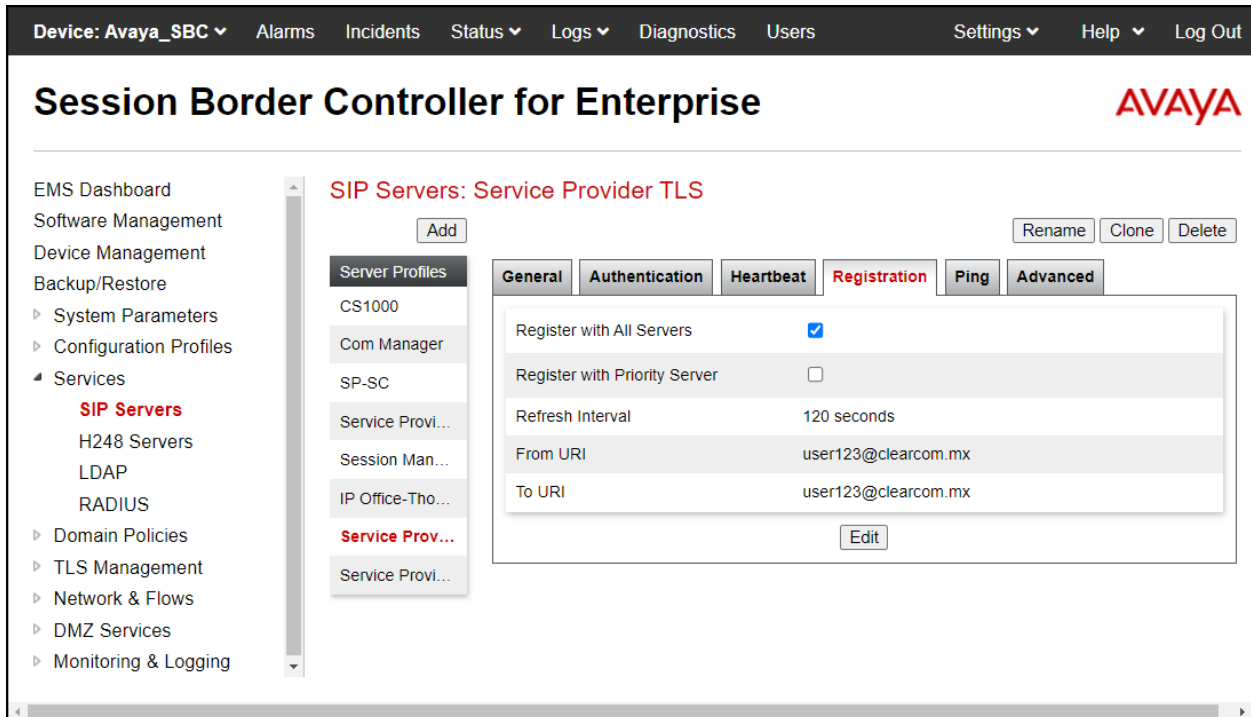 Device: Avaya_SBC Alarms Incidents Status Logs Diagnostics Users Settings Help Log Out
Session Border Controller for Enterprise
AVAYA
EMS Dashboard
Software Management
Device Management
Backup/Restore
System Parameters
Configuration Profiles
Services
SIP Servers
H248 Servers
LDAP
RADIUS
Domain Policies
TLS Management
Network & Flows
DMZ Services
Monitoring & Logging
SIP Servers: Service Provider TLS
Add
Rename Clone Delete
Server Profiles
CS1000
Com Manager
SP-SC
Service Provi...
Session Man...
IP Office-Tho...
Service Prov...
Service Provi...
General Authentication Heartbeat Registration Ping Advanced
Register with All Servers
Register with Priority Server
Refresh Interval 120 seconds
From URI user123@clearcom.mx
To URI user123@clearcom.mx
Edit